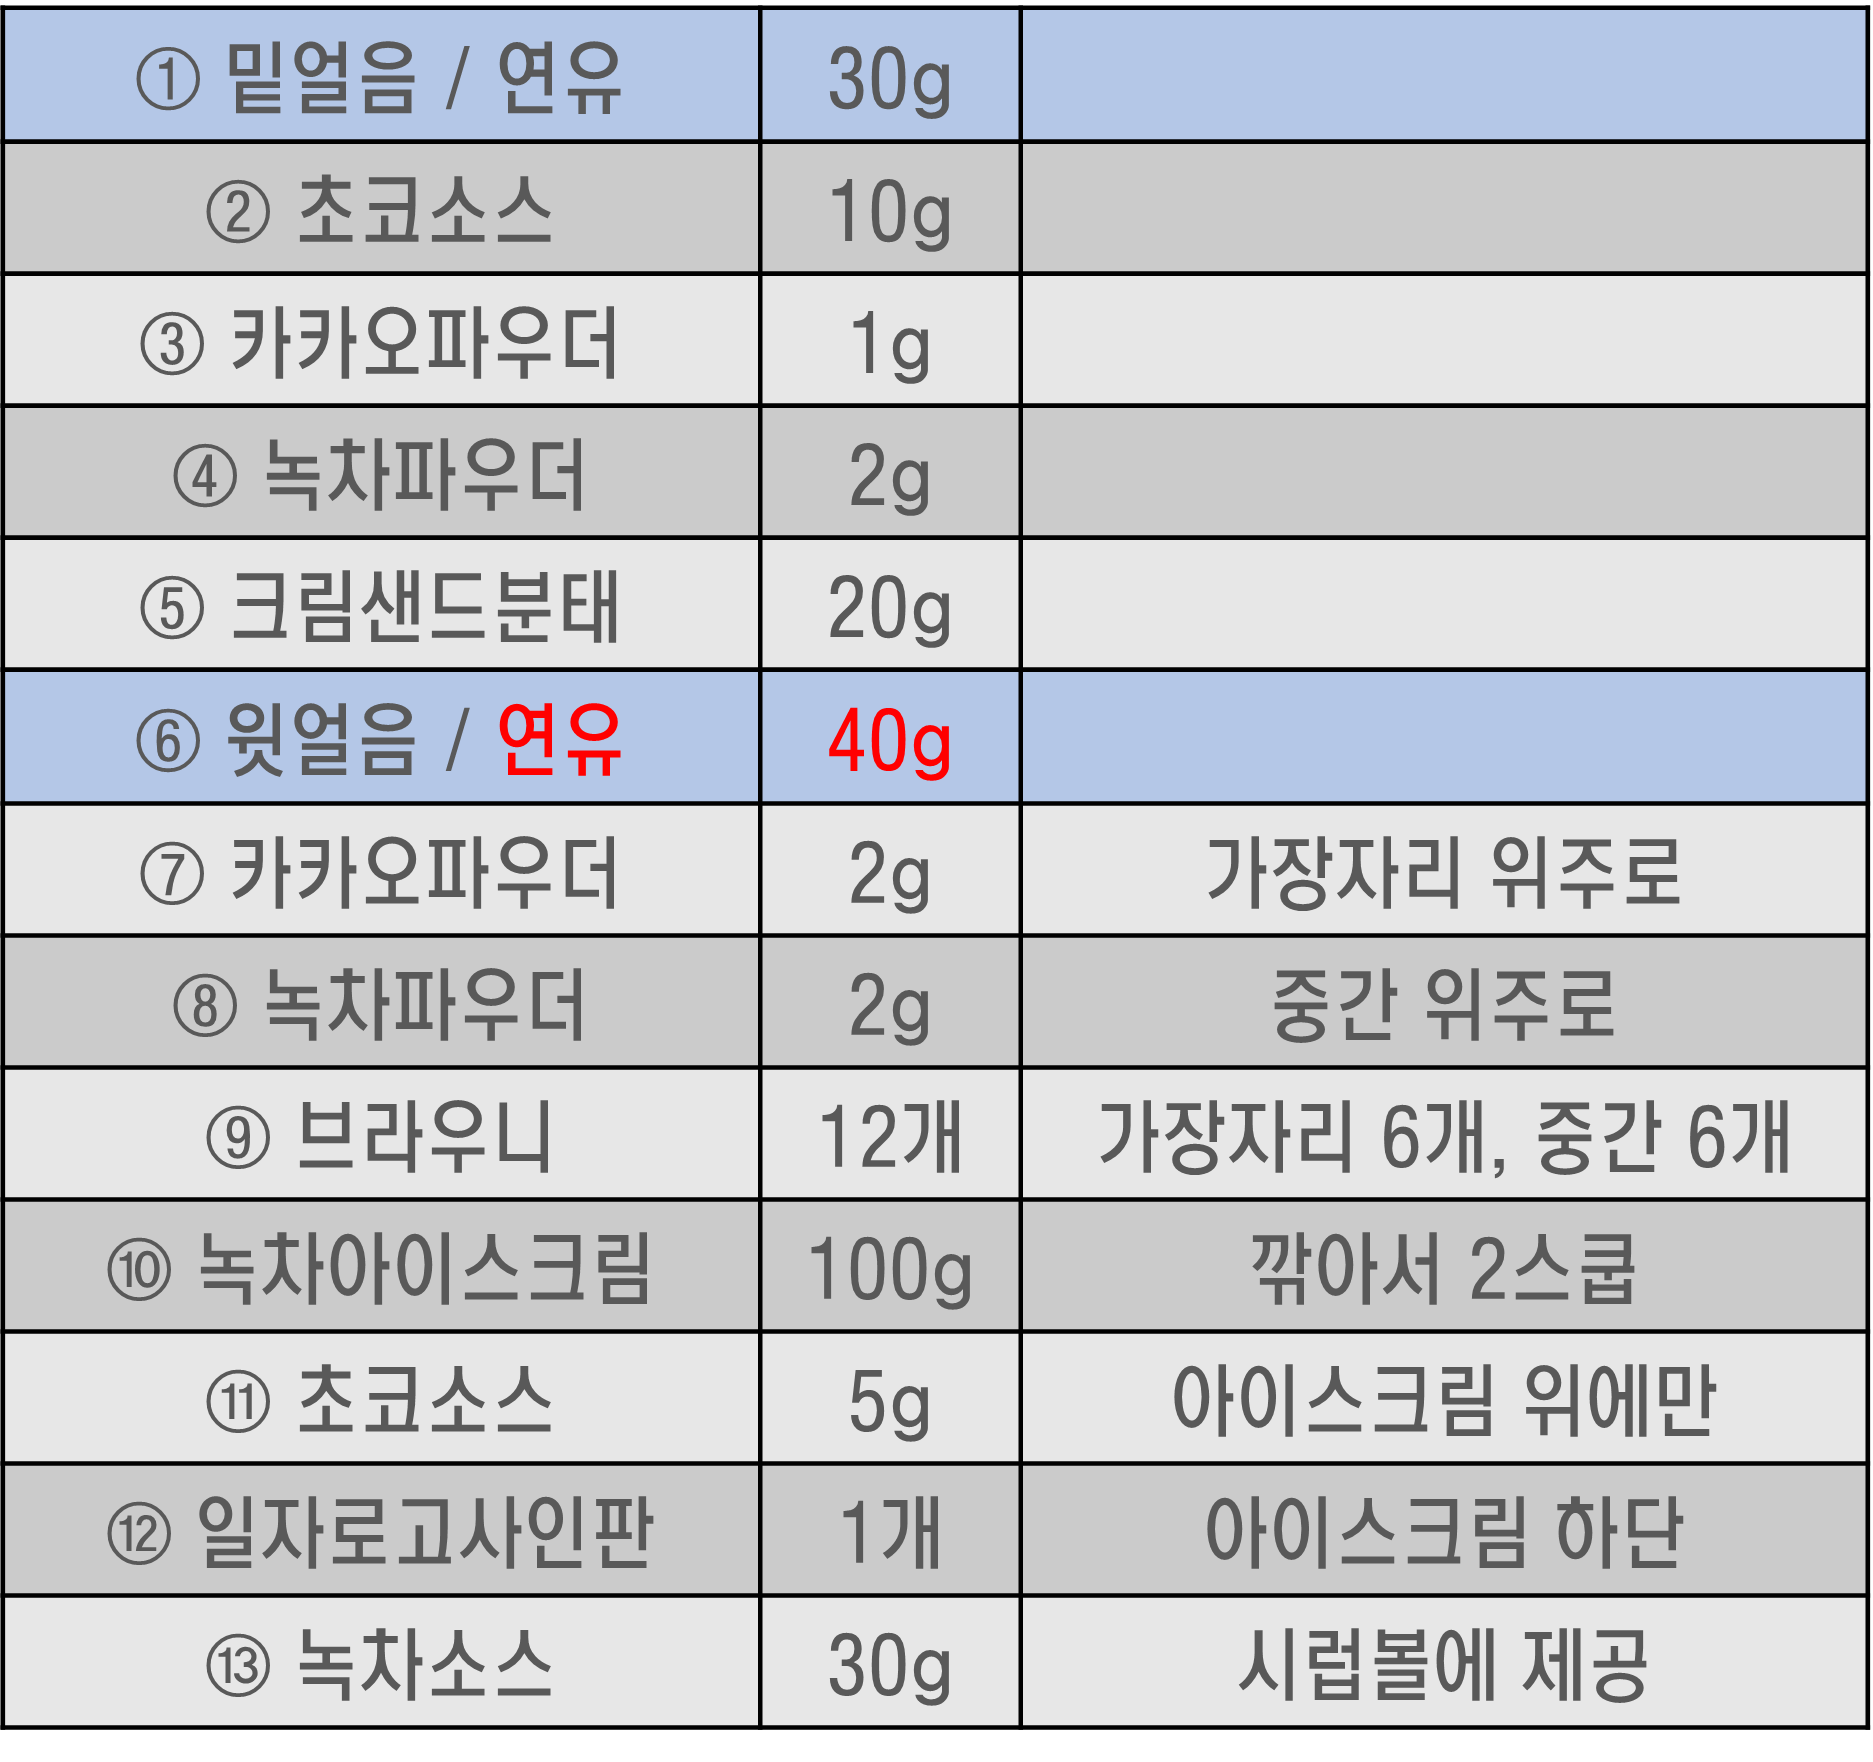 ① 밑얼음 / 연유 30g
② 초코소스 10g
③ 카카오파우더 1g
④ 녹차파우더 2g
⑤ 크림샌드분태 20g
⑥ 윗얼음 / 연유 40g
⑦ 카카오파우더 2g 가장자리 위주로
⑧ 녹차파우더 2g 중간 위주로
⑨ 브라우니 12개 가장자리 6개, 중간 6개
⑩ 녹차아이스크림 100g 깎아서 2스쿱
⑪ 초코소스 5g 아이스크림 위에만
⑫ 일자로고사인판 1개 아이스크림 하단
⑬ 녹차소스 30g 시럽볼에 제공